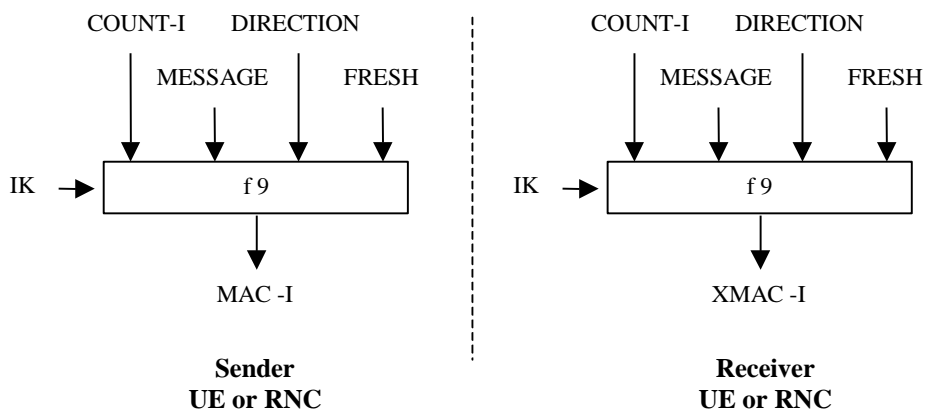 COUNT-I DIRECTION
MESSAGE FRESH
IK f 9
MAC -I
Sender
UE or RNC
COUNT-I DIRECTION
MESSAGE FRESH
IK f 9
XMAC -I
Receiver
UE or RNC